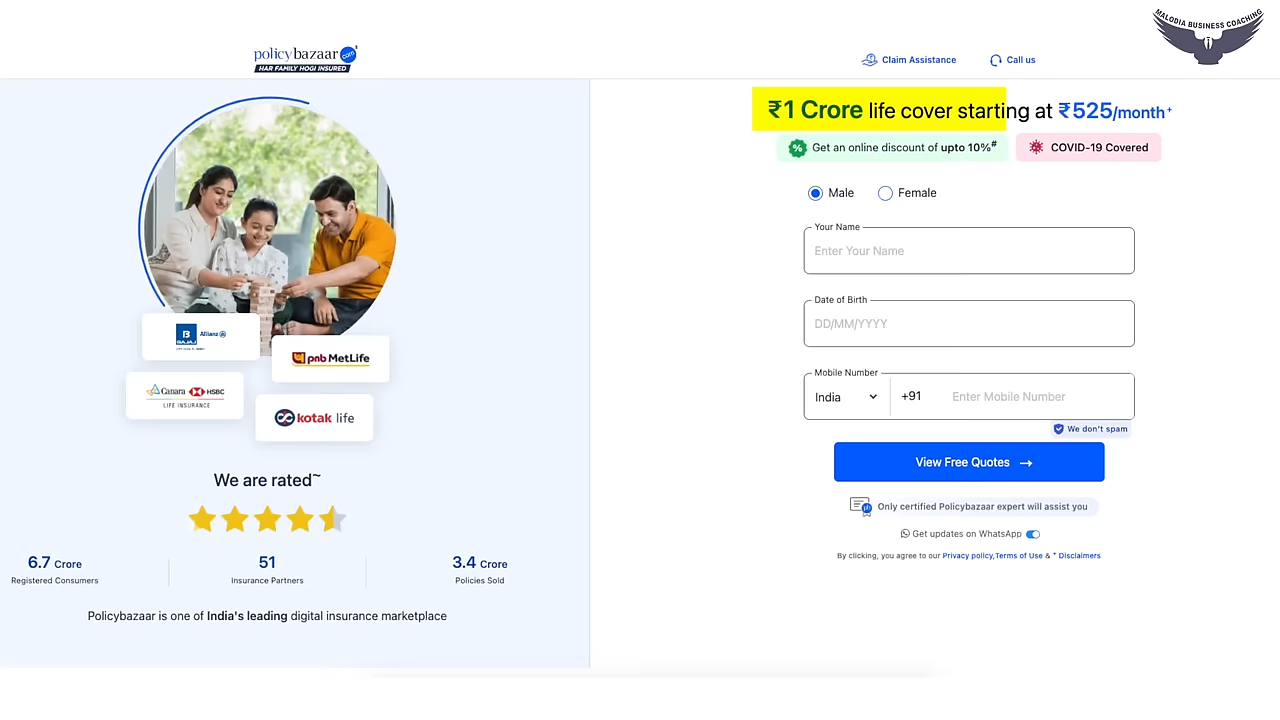 MALODIA BUSINESS COACHING
policybazaar.com
HAR FAMILY HOGI INSURED
Claim Assistance
Call us
₹1 Crore life cover starting at ₹525/month+
Get an online discount of upto 10%#
COVID-19 Covered
Male
Female
Your Name
Enter Your Name
Date of Birth
DD/MM/YYYY
Mobile Number
India
+91
Enter Mobile Number
We don't spam
View Free Quotes →
Only certified Policybazaar expert will assist you
Get updates on WhatsApp
By clicking, you agree to our Privacy policy,Terms of Use & * Disclaimers
B
BAJAJ
Allianz
pnb MetLife
Canara HSBC
LIFE INSURANCE
kotak life
We are rated~
6.7 Crore
Registered Consumers
51
Insurance Partners
3.4 Crore
Policies Sold
Policybazaar is one of India's leading digital insurance marketplace